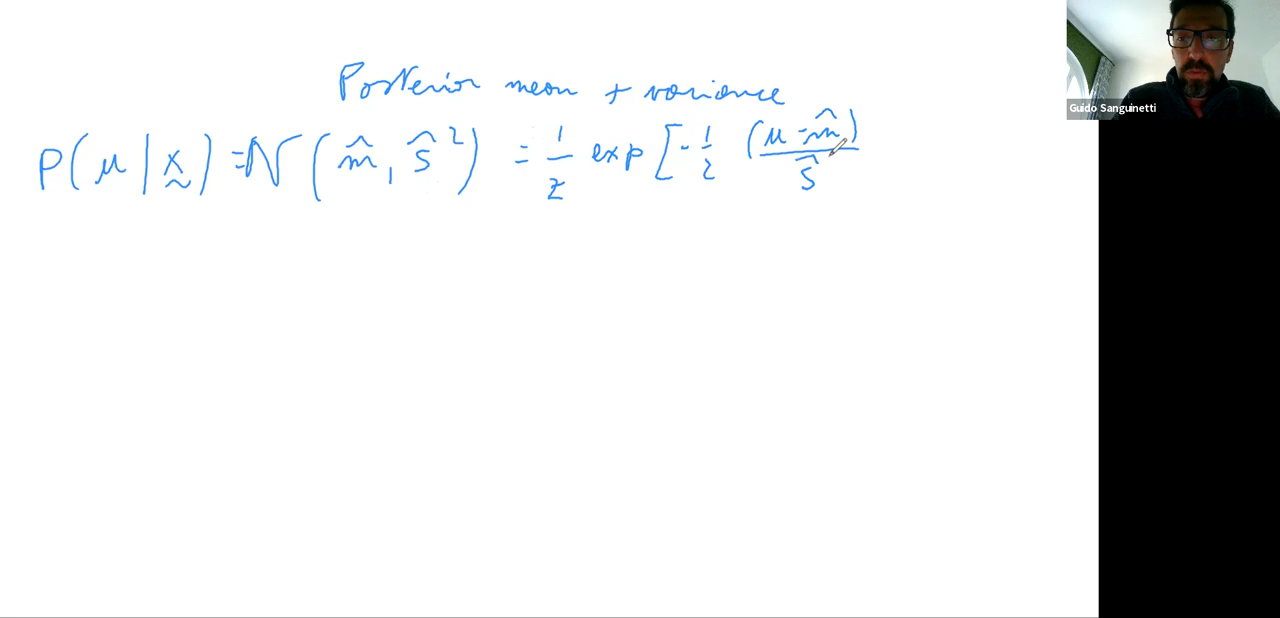 Posterior mean + variance
P(μ|x̰) = N(m̂, ŝ²) = 1/z exp[-1/2 (μ-m̂)/ŝ
Guido Sanguinetti